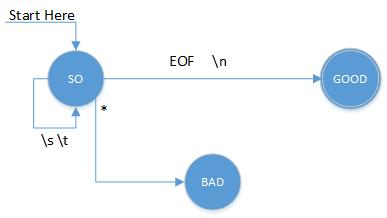 Start Here
EOF \n
SO
GOOD
*
\s \t
BAD